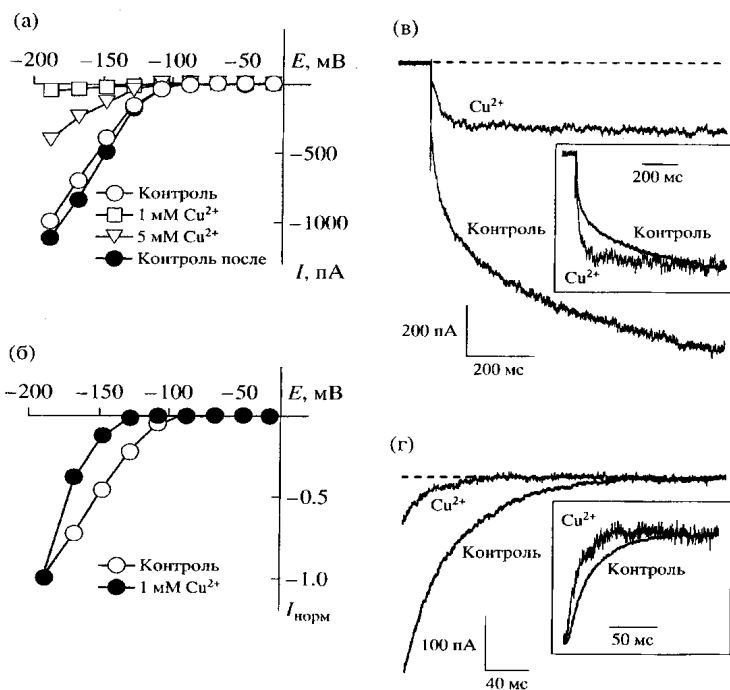 (а)
−200 −150 −100 −50 E, мВ
−500
−1000
I, пА
Контроль
1 мМ Cu²⁺
5 мМ Cu²⁺
Контроль после
(б)
−200 −150 −100 −50 E, мВ
−0.5
−1.0
Iнорм
Контроль
1 мМ Cu²⁺
(в)
Cu²⁺
Контроль
200 пА
200 мс
200 мс
Контроль
Cu²⁺
(г)
Cu²⁺
Контроль
100 пА
40 мс
Cu²⁺
Контроль
50 мс